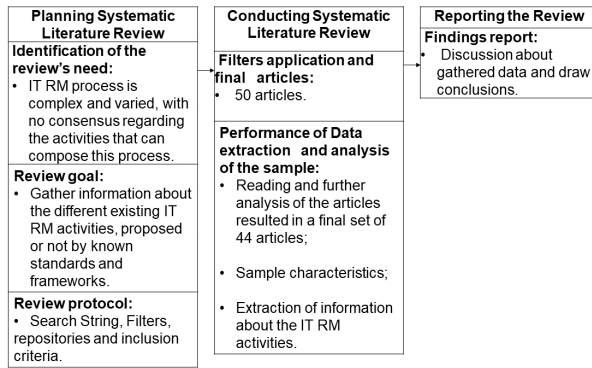 Planning Systematic
Literature Review
Identification of the
review's need:
• IT RM process is
complex and varied, with
no consensus regarding
the activities that can
compose this process.
Review goal:
• Gather information about
the different existing IT
RM activities, proposed
or not by known
standards and
frameworks.
Review protocol:
• Search String, Filters,
repositories and inclusion
criteria.
Conducting Systematic
Literature Review
Filters application and
final articles:
• 50 articles.
Performance of Data
extraction and analysis
of the sample:
• Reading and further
analysis of the articles
resulted in a final set of
44 articles;
• Sample characteristics;
• Extraction of information
about the IT RM
activities.
Reporting the Review
Findings report:
• Discussion about
gathered data and draw
conclusions.